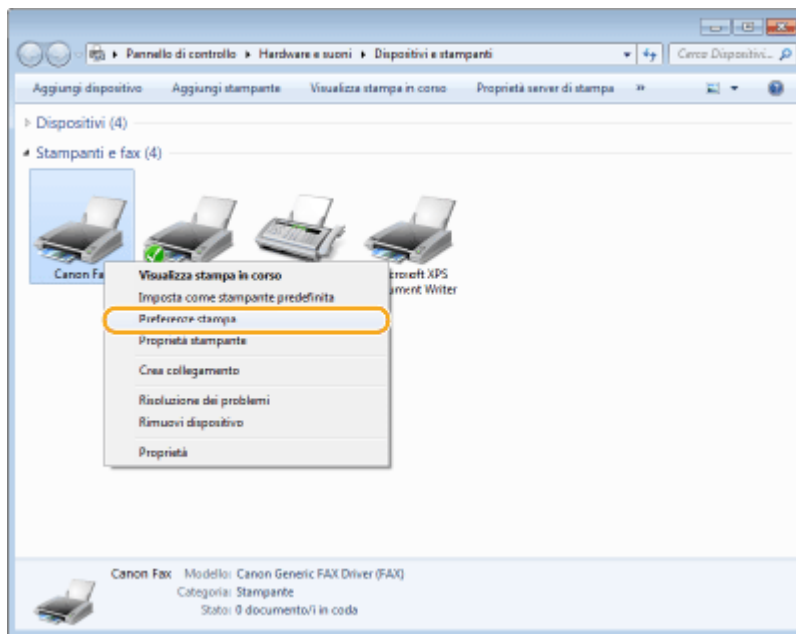 Pannello di controllo Hardware e suoni Dispositivi e stampanti Cerca Dispositivi...
Aggiungi dispositivo Aggiungi stampante Visualizza stampa in corso Proprietà server di stampa »
Dispositivi (4)
Stampanti e fax (4)
Canon Fa
Visualizza stampa in corso
Imposta come stampante predefinita
Preferenze stampa
Proprietà stampante
Crea collegamento
Risoluzione dei problemi
Rimuovi dispositivo
Proprietà
crosoft XPS
ument Writer
Canon Fax Modello: Canon Generic FAX Driver (FAX)
Categoria: Stampante
Stato: 0 documento/i in coda